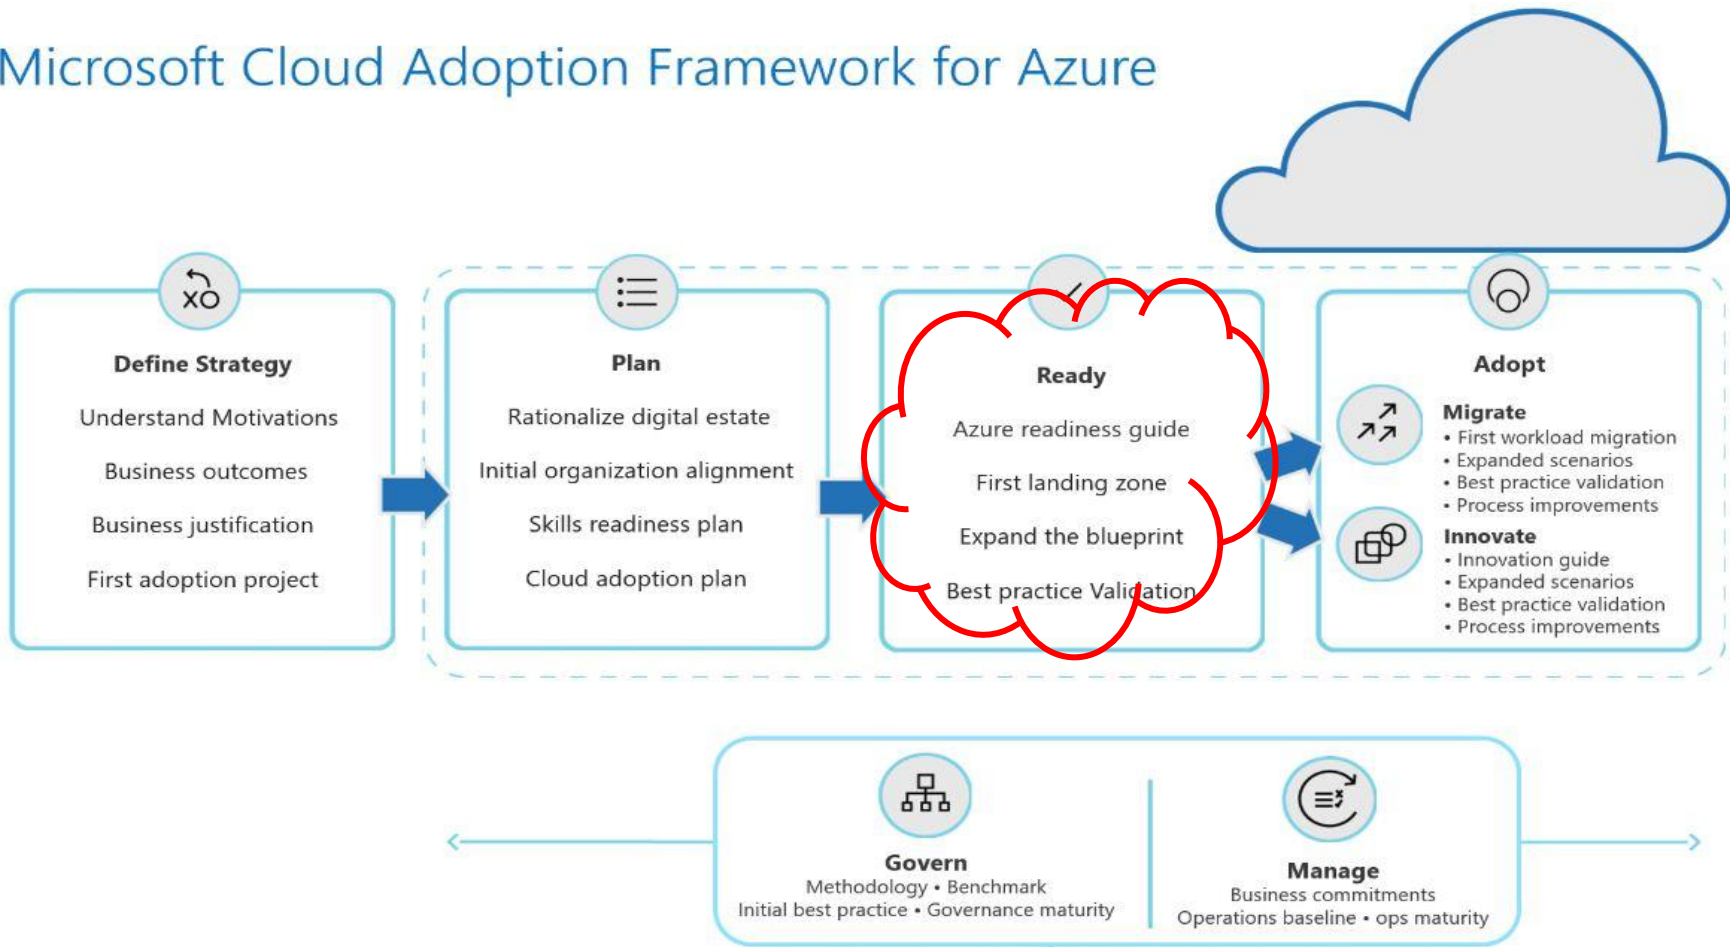 Microsoft Cloud Adoption Framework for Azure
Define Strategy
Understand Motivations
Business outcomes
Business justification
First adoption project
Plan
Rationalize digital estate
Initial organization alignment
Skills readiness plan
Cloud adoption plan
Ready
Azure readiness guide
First landing zone
Expand the blueprint
Best practice Validation
Adopt
Migrate
• First workload migration
• Expanded scenarios
• Best practice validation
• Process improvements
Innovate
• Innovation guide
• Expanded scenarios
• Best practice validation
• Process improvements
Govern
Methodology • Benchmark
Initial best practice • Governance maturity
Manage
Business commitments
Operations baseline • ops maturity